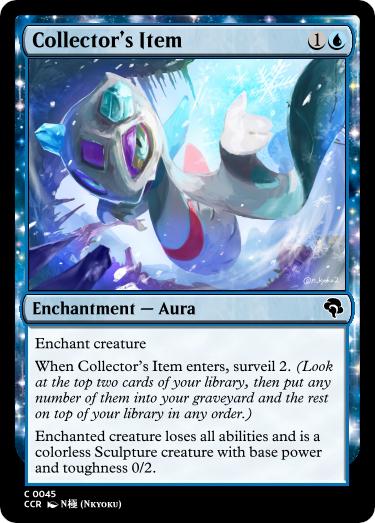 Collector's Item 1
Enchantment — Aura
Enchant creature
When Collector's Item enters, surveil 2. (Look
at the top two cards of your library, then put any
number of them into your graveyard and the rest
on top of your library in any order.)
Enchanted creature loses all abilities and is a
colorless Sculpture creature with base power
and toughness 0/2.
C 0045
CCR N極 (Nkyoku)